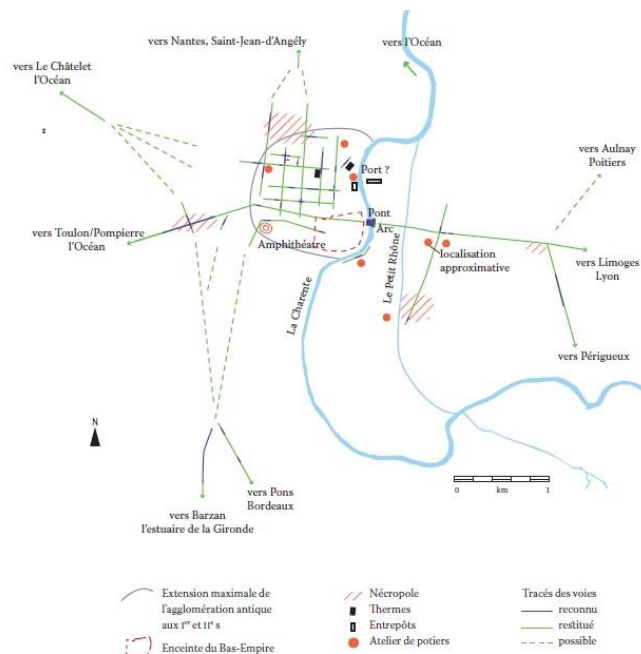 vers Nantes, Saint-Jean-d'Angély
vers l'Océan
vers Le Châtelet
l'Océan
2
vers Aulnay
Poitiers
Port ?
Pont
Arc
vers Toulon/Pompierre
l'Océan
Amphithéatre
localisation
approximative
vers Limoges
Lyon
La Charente
Le Petit Rhône
vers Périgueux
N
0 km 1
vers Pons
Bordeaux
vers Barzan
l'estuaire de la Gironde
Extension maximale de
l'agglomération antique
aux Iᵉʳ et IIᵉ s
Enceinte du Bas-Empire
Nécropole
Thermes
Entrepôts
Atelier de potiers
Tracés des voies
reconnu
restitué
possible